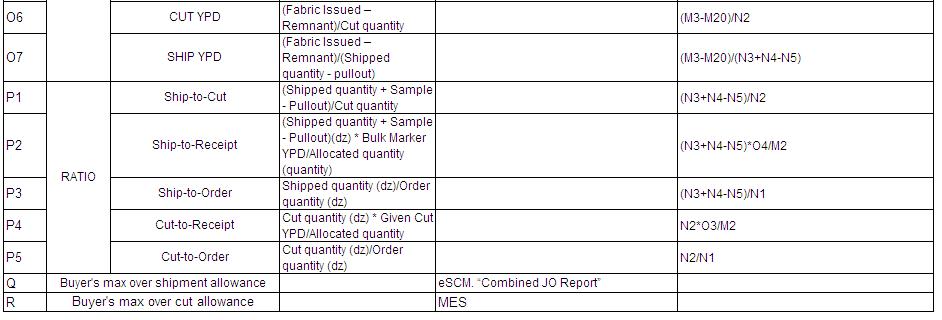 O6
CUT YPD
(Fabric Issued –
Remnant)/Cut quantity
(M3-M20)/N2
O7
SHIP YPD
(Fabric Issued –
Remnant)/(Shipped
quantity - pullout)
(M3-M20)/(N3+N4-N5)
RATIO
P1
Ship-to-Cut
(Shipped quantity + Sample
- Pullout)/Cut quantity
(N3+N4-N5)/N2
P2
Ship-to-Receipt
(Shipped quantity + Sample
- Pullout)(dz) * Bulk Marker
YPD/Allocated quantity
(quantity)
(N3+N4-N5)*O4/M2
P3
Ship-to-Order
Shipped quantity (dz)/Order
quantity (dz)
(N3+N4-N5)/N1
P4
Cut-to-Receipt
Cut quantity (dz) * Given Cut
YPD/Allocated quantity
N2*O3/M2
P5
Cut-to-Order
Cut quantity (dz)/Order
quantity (dz)
N2/N1
Q
Buyer's max over shipment allowance
eSCM. “Combined JO Report”
R
Buyer's max over cut allowance
MES